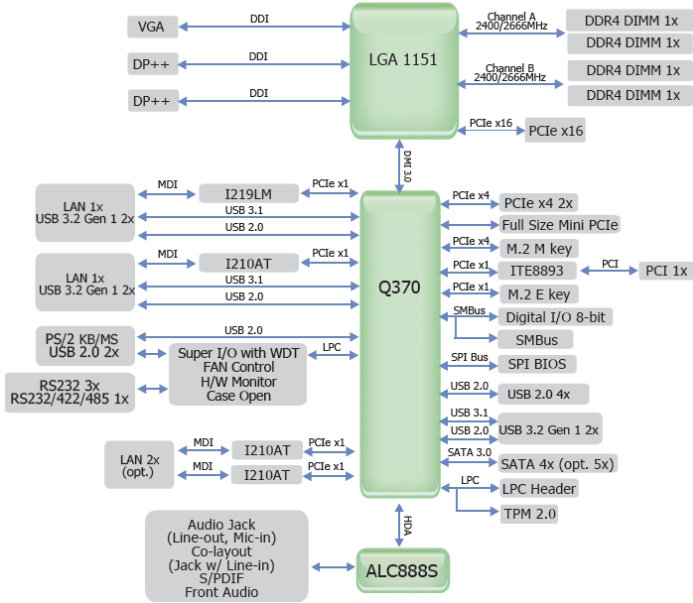 VGA
DDI
DP++
DDI
DP++
DDI
LGA 1151
Channel A
2400/2666MHz
DDR4 DIMM 1x
DDR4 DIMM 1x
Channel B
2400/2666MHz
DDR4 DIMM 1x
DDR4 DIMM 1x
PCIe x16
PCIe x16
DMI 3.0
LAN 1x
USB 3.2 Gen 1 2x
MDI
I219LM
PCIe x1
USB 3.1
USB 2.0
LAN 1x
USB 3.2 Gen 1 2x
MDI
I210AT
PCIe x1
USB 3.1
USB 2.0
PS/2 KB/MS
USB 2.0 2x
USB 2.0
Super I/O with WDT
FAN Control
H/W Monitor
Case Open
LPC
RS232 3x
RS232/422/485 1x
LAN 2x
(opt.)
MDI
I210AT
PCIe x1
MDI
I210AT
PCIe x1
Q370
PCIe x4
PCIe x4 2x
Full Size Mini PCIe
PCIe x4
M.2 M key
PCIe x1
ITE8893
PCI
PCI 1x
PCIe x1
M.2 E key
SMBus
Digital I/O 8-bit
SMBus
SPI Bus
SPI BIOS
USB 2.0
USB 2.0 4x
USB 3.1
USB 2.0
USB 3.2 Gen 1 2x
SATA 3.0
SATA 4x (opt. 5x)
LPC
LPC Header
TPM 2.0
HDA
Audio Jack
(Line-out, Mic-in)
Co-layout
(Jack w/ Line-in)
S/PDIF
Front Audio
ALC888S